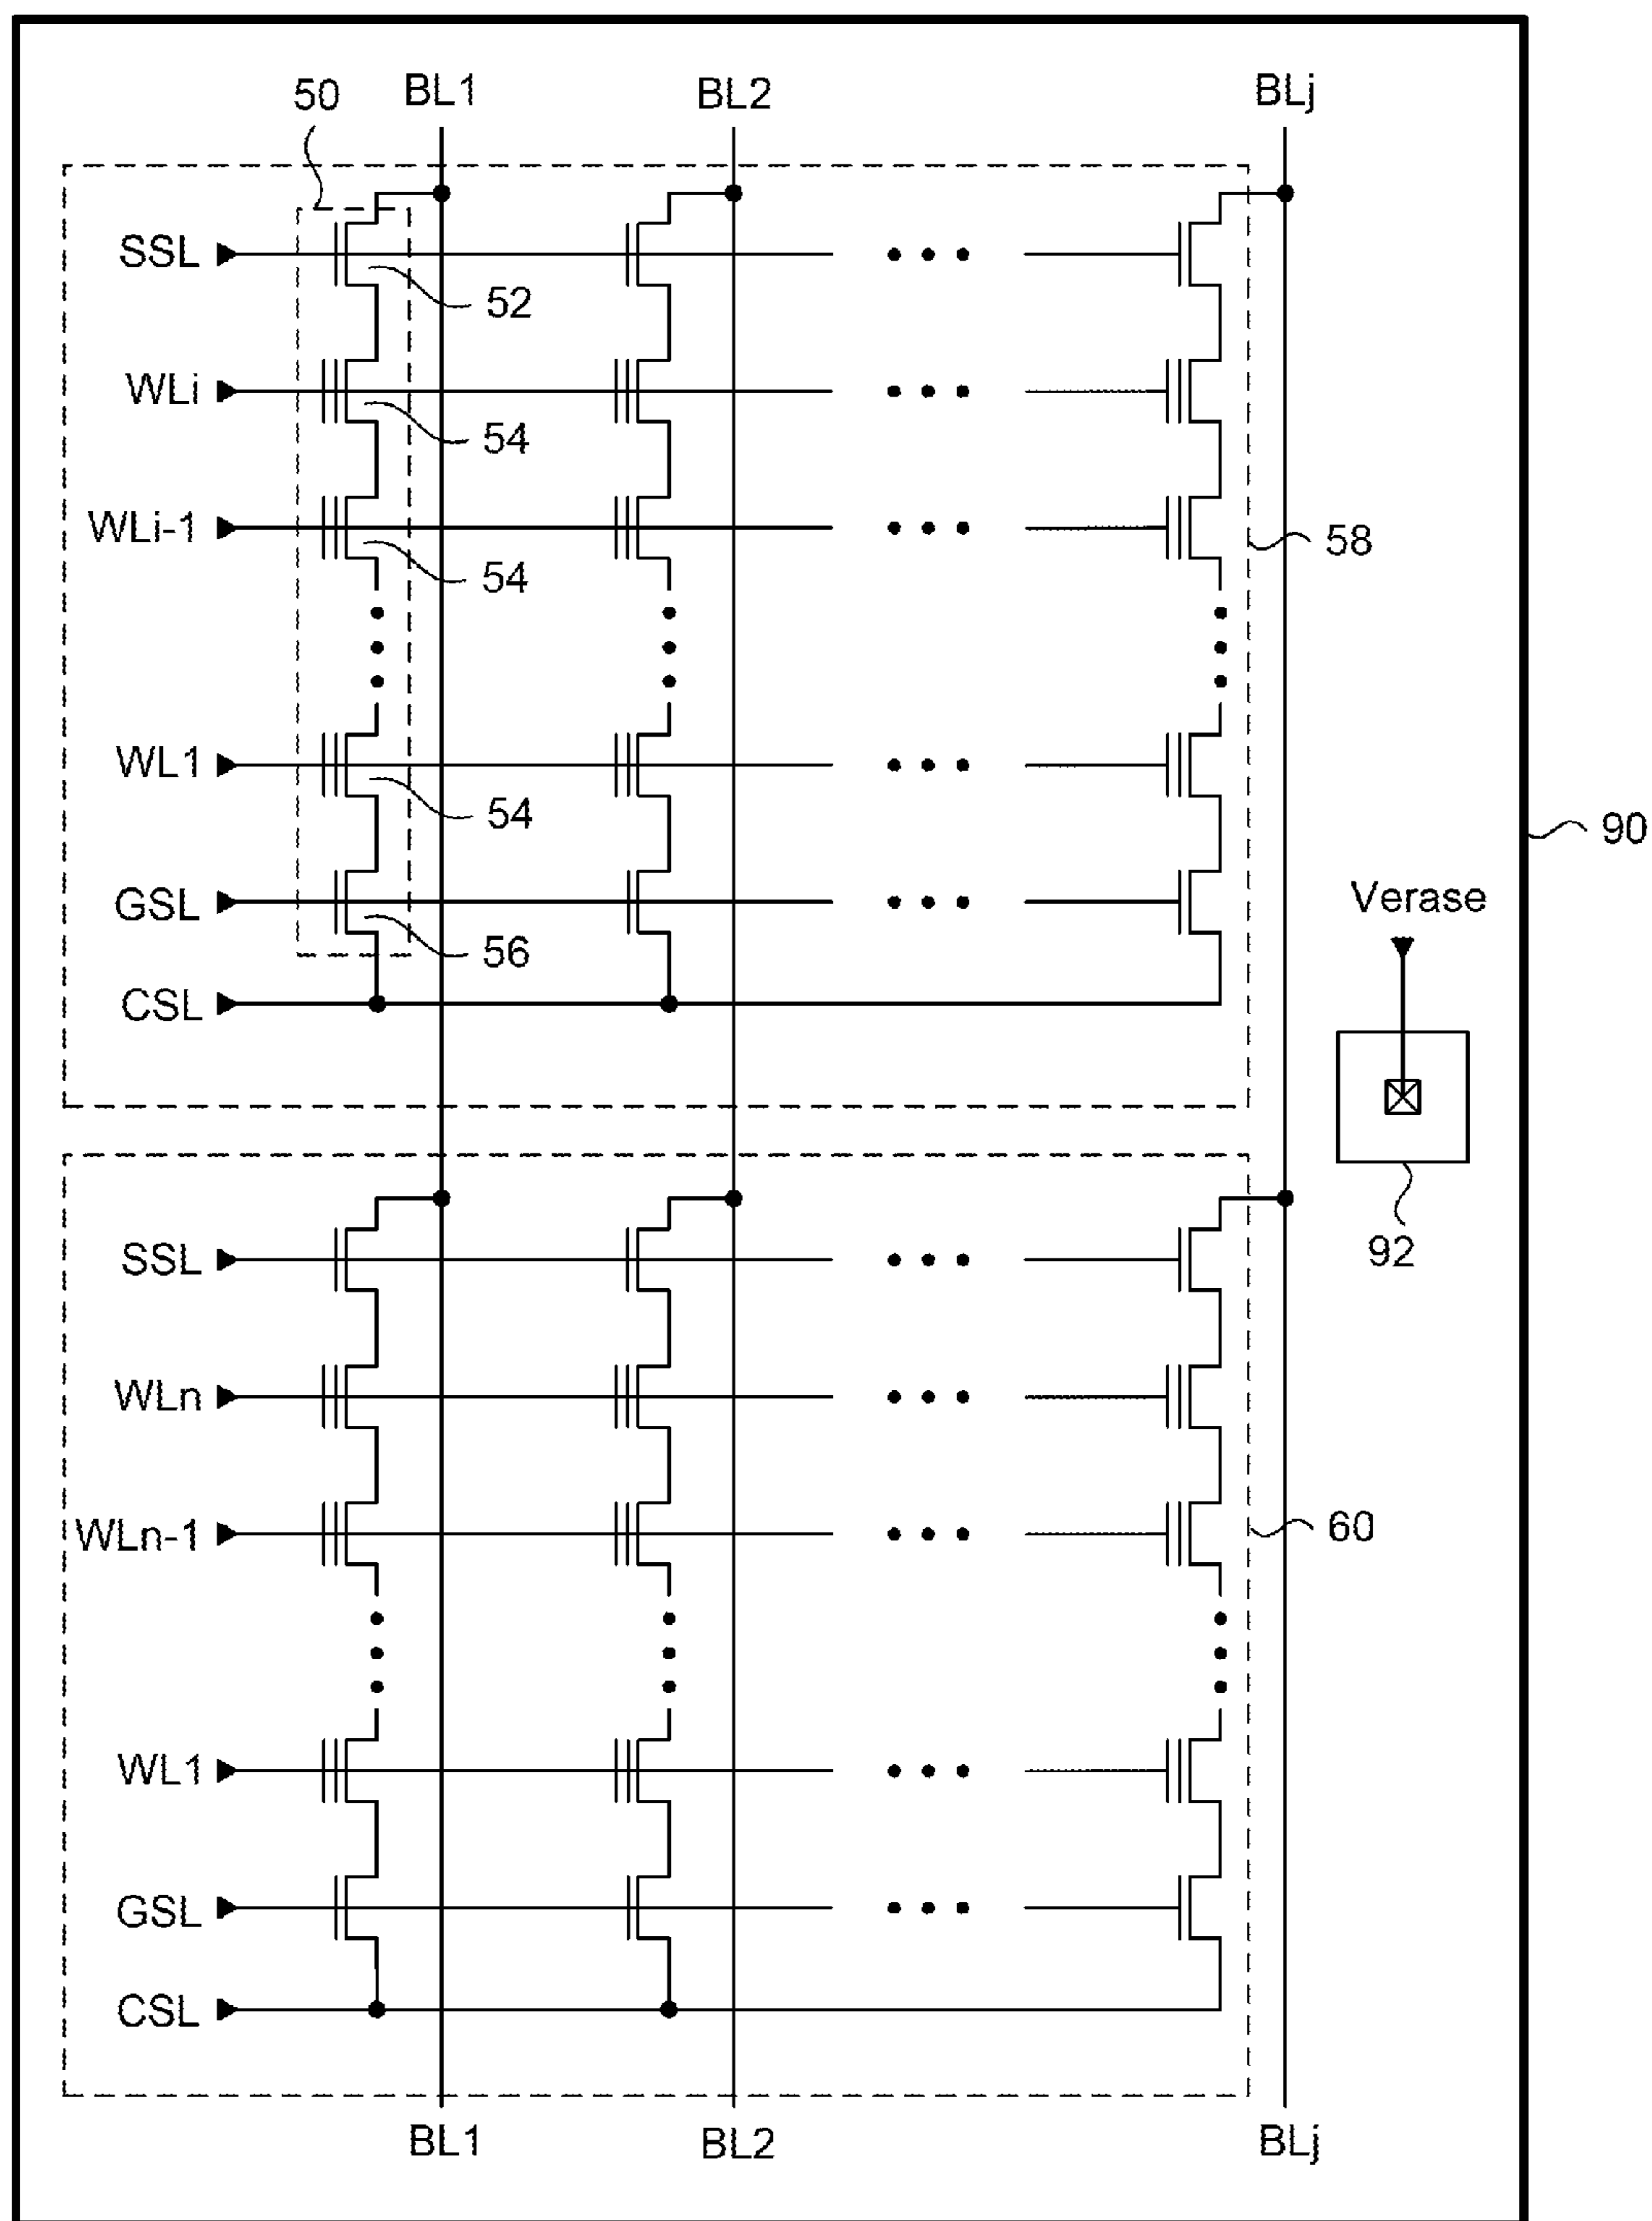 50 BL1 BL2 BLj
SSL
52
WLi
54
WLi-1
54
58
WL1
54
90
Verase
GSL
56
CSL
92
SSL
WLn
WLn-1
60
WL1
GSL
CSL
BL1 BL2 BLj